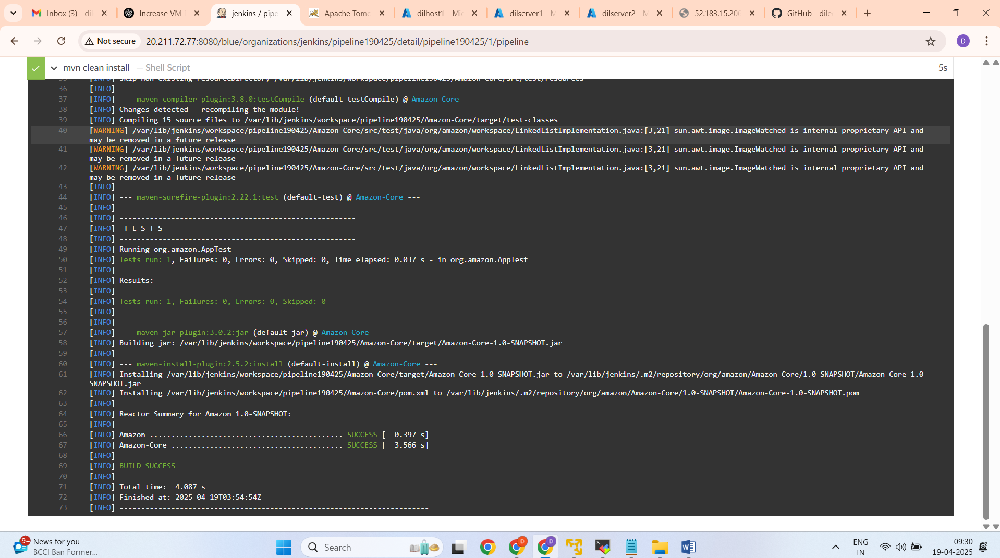 Inbox (3) - dil
Increase VM
jenkins / pipe
Apache Tomc
dilhost1 - Mic
dilserver1 - M
dilserver2 - M
52.183.15.206
GitHub - dile
Not secure
20.211.72.77:8080/blue/organizations/jenkins/pipeline190425/detail/pipeline190425/1/pipeline
D
mvn clean install — Shell Script
5s
35 [INFO] skip non existing resourceDirectory /var/lib/jenkins/workspace/pipeline190425/Amazon-Core/src/test/resources
36 [INFO]
37 [INFO] --- maven-compiler-plugin:3.8.0:testCompile (default-testCompile) @ Amazon-Core ---
38 [INFO] Changes detected - recompiling the module!
39 [INFO] Compiling 15 source files to /var/lib/jenkins/workspace/pipeline190425/Amazon-Core/target/test-classes
40 [WARNING] /var/lib/jenkins/workspace/pipeline190425/Amazon-Core/src/test/java/org/amazon/workspace/LinkedListImplementation.java:[3,21] sun.awt.image.ImageWatched is internal proprietary API and
may be removed in a future release
41 [WARNING] /var/lib/jenkins/workspace/pipeline190425/Amazon-Core/src/test/java/org/amazon/workspace/LinkedListImplementation.java:[3,21] sun.awt.image.ImageWatched is internal proprietary API and
may be removed in a future release
42 [WARNING] /var/lib/jenkins/workspace/pipeline190425/Amazon-Core/src/test/java/org/amazon/workspace/LinkedListImplementation.java:[3,21] sun.awt.image.ImageWatched is internal proprietary API and
may be removed in a future release
43 [INFO]
44 [INFO] --- maven-surefire-plugin:2.22.1:test (default-test) @ Amazon-Core ---
45 [INFO]
46 [INFO] -------------------------------------------------------
47 [INFO]  T E S T S
48 [INFO] -------------------------------------------------------
49 [INFO] Running org.amazon.AppTest
50 [INFO] Tests run: 1, Failures: 0, Errors: 0, Skipped: 0, Time elapsed: 0.037 s - in org.amazon.AppTest
51 [INFO]
52 [INFO] Results:
53 [INFO]
54 [INFO] Tests run: 1, Failures: 0, Errors: 0, Skipped: 0
55 [INFO]
56 [INFO]
57 [INFO] --- maven-jar-plugin:3.0.2:jar (default-jar) @ Amazon-Core ---
58 [INFO] Building jar: /var/lib/jenkins/workspace/pipeline190425/Amazon-Core/target/Amazon-Core-1.0-SNAPSHOT.jar
59 [INFO]
60 [INFO] --- maven-install-plugin:2.5.2:install (default-install) @ Amazon-Core ---
61 [INFO] Installing /var/lib/jenkins/workspace/pipeline190425/Amazon-Core/target/Amazon-Core-1.0-SNAPSHOT.jar to /var/lib/jenkins/.m2/repository/org/amazon/Amazon-Core/1.0-SNAPSHOT/Amazon-Core-1.0-
SNAPSHOT.jar
62 [INFO] Installing /var/lib/jenkins/workspace/pipeline190425/Amazon-Core/pom.xml to /var/lib/jenkins/.m2/repository/org/amazon/Amazon-Core/1.0-SNAPSHOT/Amazon-Core-1.0-SNAPSHOT.pom
63 [INFO] ------------------------------------------------------------------------
64 [INFO] Reactor Summary for Amazon 1.0-SNAPSHOT:
65 [INFO]
66 [INFO] Amazon ............................................. SUCCESS [  0.397 s]
67 [INFO] Amazon-Core ........................................ SUCCESS [  3.566 s]
68 [INFO] ------------------------------------------------------------------------
69 [INFO] BUILD SUCCESS
70 [INFO] ------------------------------------------------------------------------
71 [INFO] Total time:  4.087 s
72 [INFO] Finished at: 2025-04-19T03:54:54Z
73 [INFO] ------------------------------------------------------------------------
9+
News for you
BCCI Ban Former...
Search
D
D
ENG
IN
09:30
19-04-2025